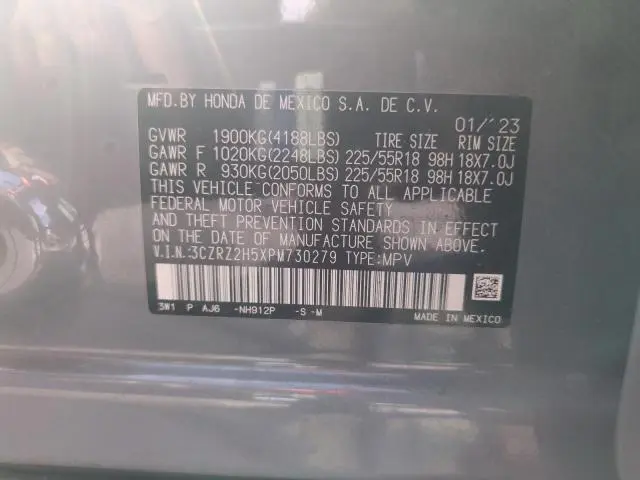 MFD.BY HONDA DE MEXICO S.A. DE C.V.
01/'23
GVWR 1900KG(4188LBS) TIRE SIZE RIM SIZE
GAWR F 1020KG(2248LBS) 225/55R18 98H 18X7.0J
GAWR R 930KG(2050LBS) 225/55R18 98H 18X7.0J
THIS VEHICLE CONFORMS TO ALL APPLICABLE
FEDERAL MOTOR VEHICLE SAFETY
AND THEFT PREVENTION STANDARDS IN EFFECT
ON THE DATE OF MANUFACTURE SHOWN ABOVE.
V.I.N.:3CZRZ2H5XPM730279 TYPE:MPV
3W1 P AJ6 -NH912P -S -M MADE IN MEXICO